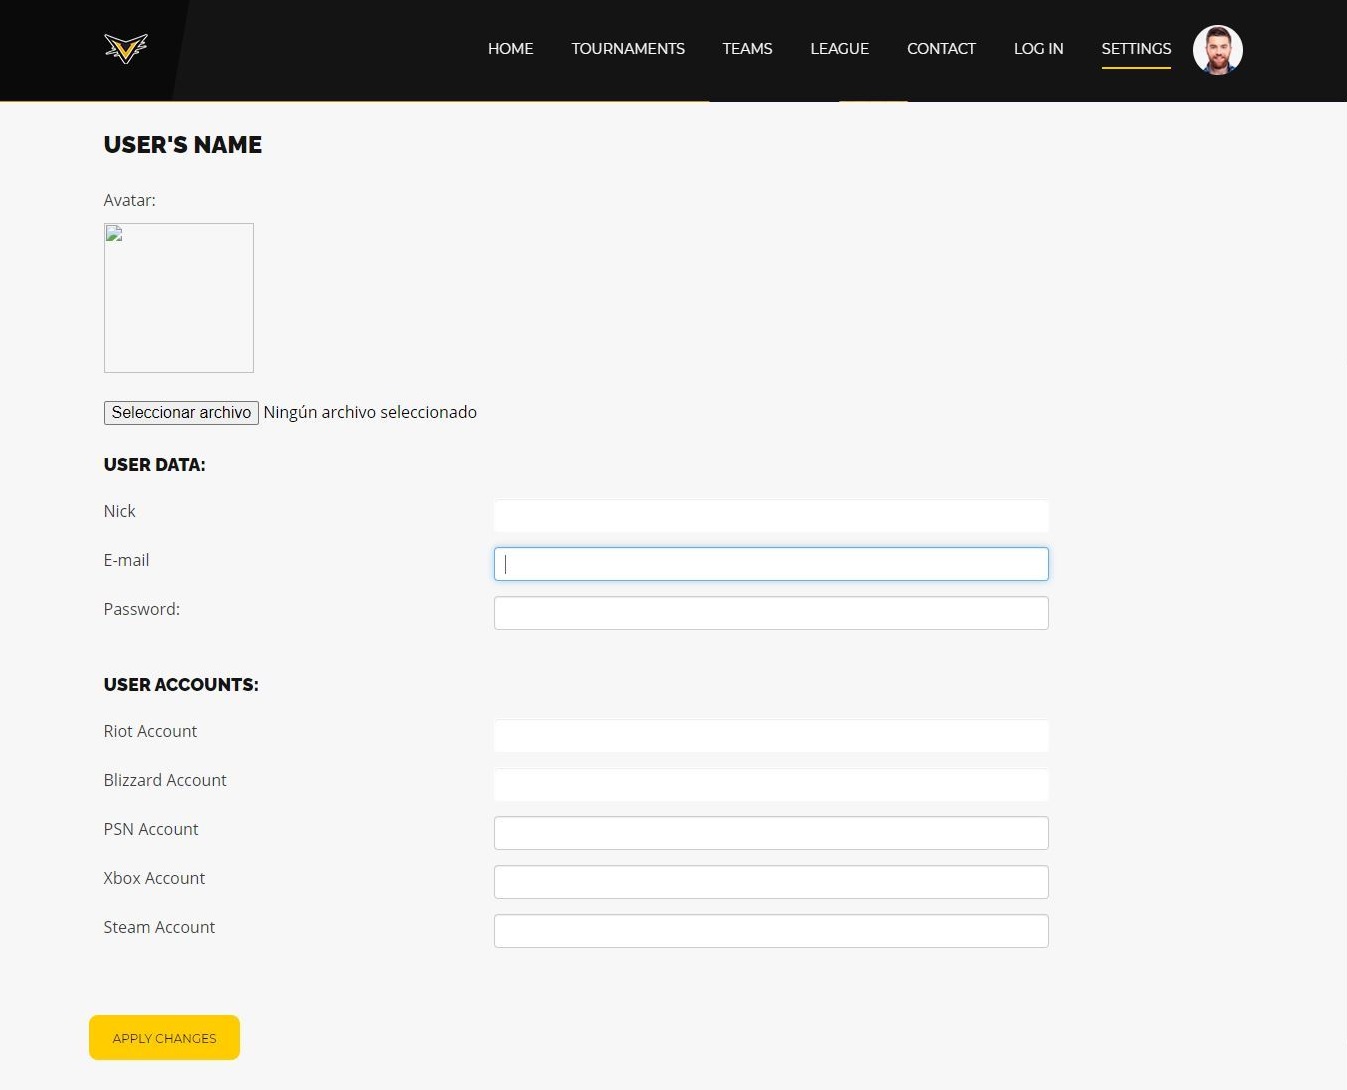 HOME TOURNAMENTS TEAMS LEAGUE CONTACT LOG IN SETTINGS
USER'S NAME
Avatar:
Seleccionar archivo Ningún archivo seleccionado
USER DATA:
Nick
E-mail
Password:
USER ACCOUNTS:
Riot Account
Blizzard Account
PSN Account
Xbox Account
Steam Account
APPLY CHANGES